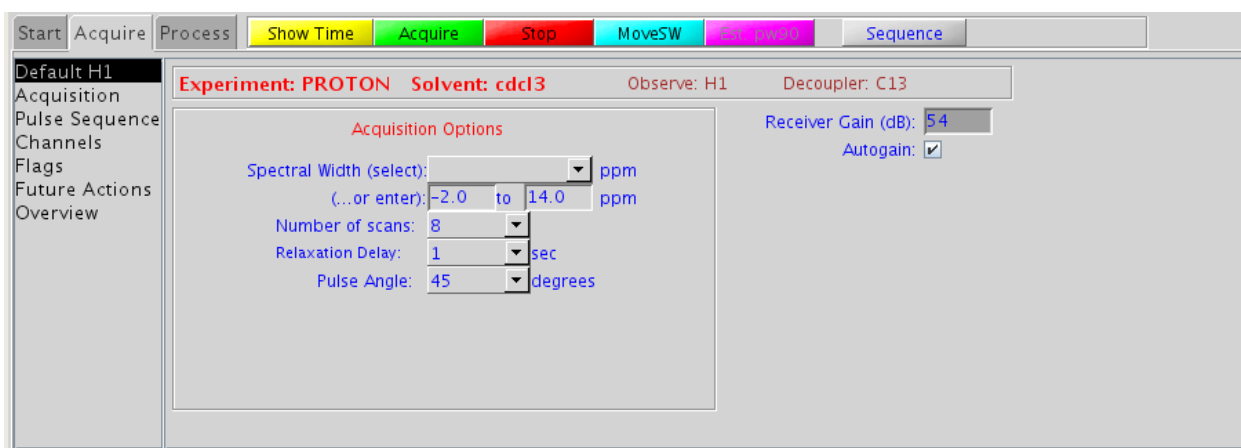 Start Acquire Process Show Time Acquire Stop MoveSW Est. pw90 Sequence
Default H1
Acquisition
Pulse Sequence
Channels
Flags
Future Actions
Overview
Experiment: PROTON Solvent: cdcl3 Observe: H1 Decoupler: C13
Acquisition Options
Spectral Width (select): ppm
(...or enter): -2.0 to 14.0 ppm
Number of scans: 8
Relaxation Delay: 1 sec
Pulse Angle: 45 degrees
Receiver Gain (dB): 54
Autogain: